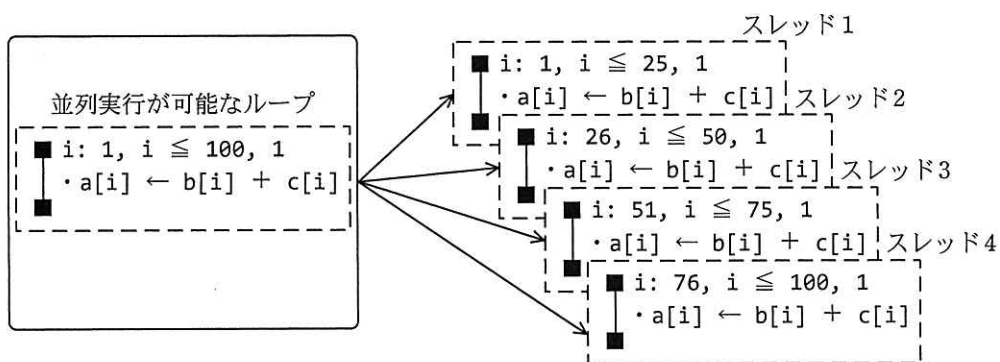 並列実行が可能なループ
i: 1, i ≦ 100, 1
・a[i] ← b[i] + c[i]
スレッド1
i: 1, i ≦ 25, 1
・a[i] ← b[i] + c[i]
スレッド2
i: 26, i ≦ 50, 1
・a[i] ← b[i] + c[i]
スレッド3
i: 51, i ≦ 75, 1
・a[i] ← b[i] + c[i]
スレッド4
i: 76, i ≦ 100, 1
・a[i] ← b[i] + c[i]